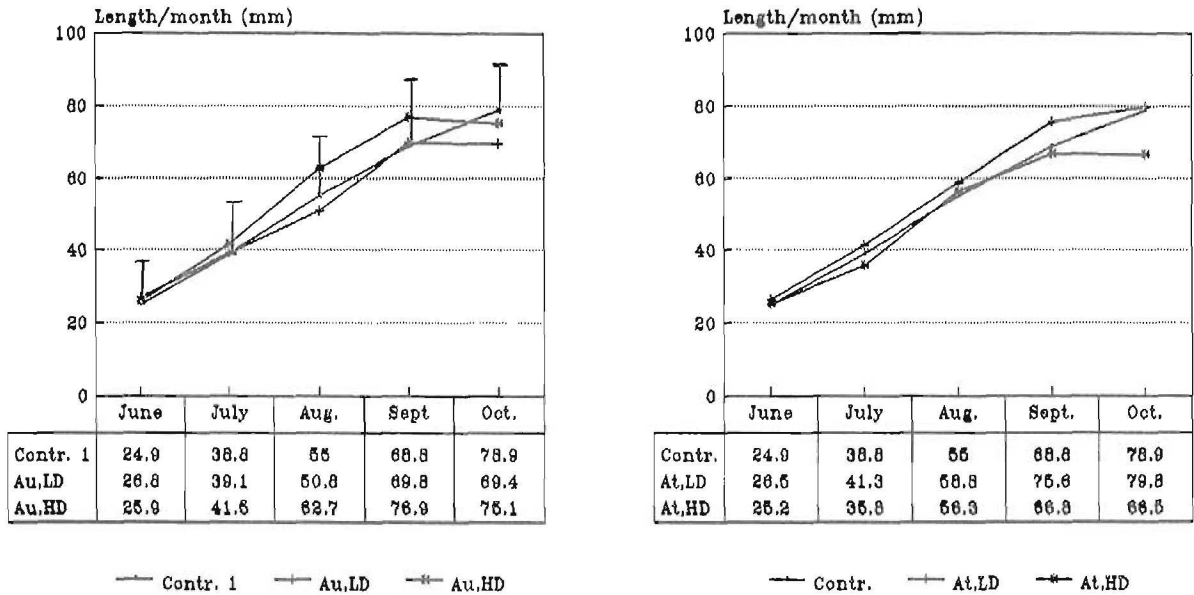 Length/month (mm)
100
80
60
40
20
0
June July Aug. Sept Oct.
Contr. 1 24.9 38.8 55 68.8 78.9
Au,LD 26.8 39.1 50.8 69.8 69.4
Au,HD 25.9 41.5 62.7 76.9 75.1
Contr. 1 Au,LD Au,HD
Length/month (mm)
100
80
60
40
20
0
June July Aug. Sept. Oct.
Contr. 24.9 38.8 55 68.8 78.9
At,LD 26.5 41.3 58.8 75.6 79.8
At,HD 25.2 35.8 56.3 66.8 66.5
Contr. At,LD At,HD